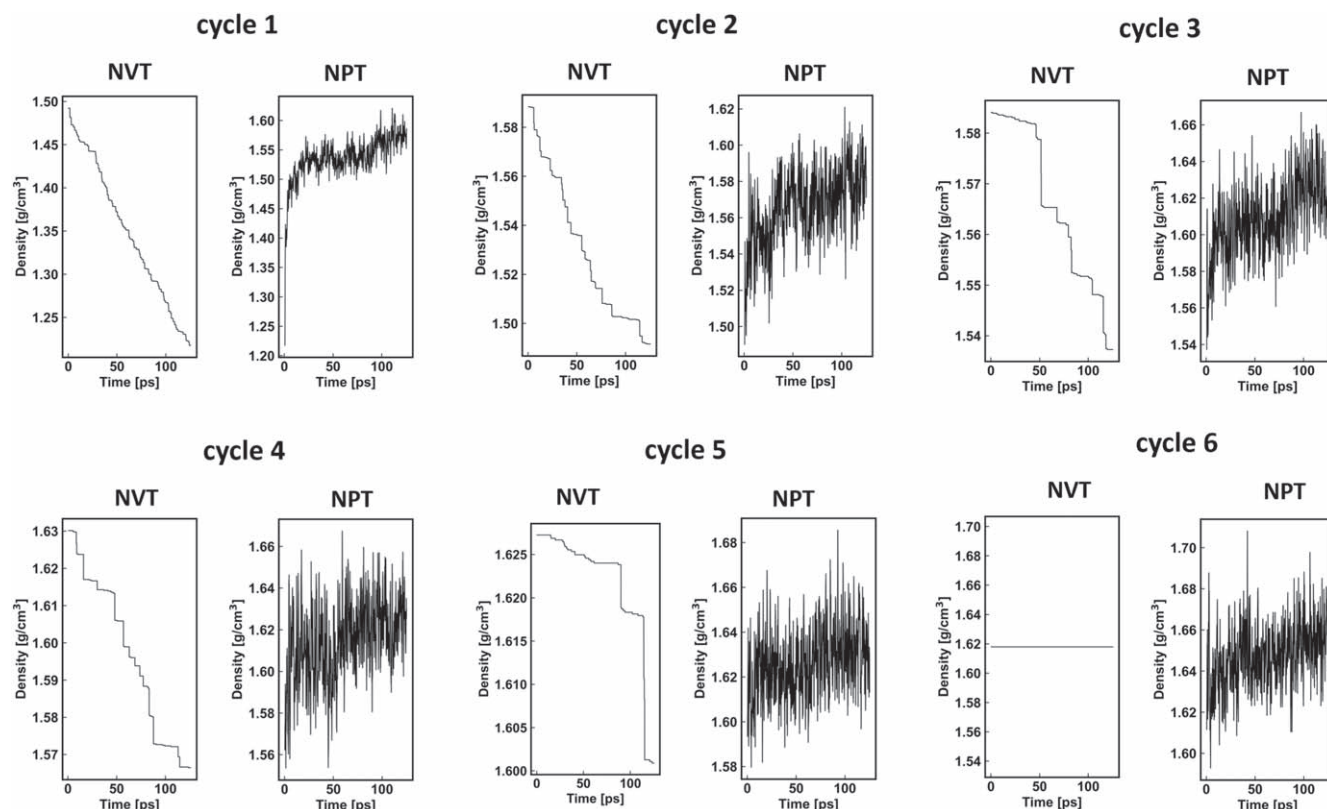 cycle 1
NVT
NPT
Density [g/cm³]
1.50
1.45
1.40
1.35
1.30
1.25
0
50
100
Time [ps]
Density [g/cm³]
1.60
1.55
1.50
1.45
1.40
1.35
1.30
1.25
1.20
0
50
100
Time [ps]
cycle 2
NVT
NPT
Density [g/cm³]
1.58
1.56
1.54
1.52
1.50
0
50
100
Time [ps]
Density [g/cm³]
1.62
1.60
1.58
1.56
1.54
1.52
1.50
0
50
100
Time [ps]
cycle 3
NVT
NPT
Density [g/cm³]
1.58
1.57
1.56
1.55
1.54
0
50
100
Time [ps]
Density [g/cm³]
1.66
1.64
1.62
1.60
1.58
1.56
1.54
0
50
100
Time [ps]
cycle 4
NVT
NPT
Density [g/cm³]
1.63
1.62
1.61
1.60
1.59
1.58
1.57
0
50
100
Time [ps]
Density [g/cm³]
1.66
1.64
1.62
1.60
1.58
1.56
0
50
100
Time [ps]
cycle 5
NVT
NPT
Density [g/cm³]
1.625
1.620
1.615
1.610
1.605
1.600
0
50
100
Time [ps]
Density [g/cm³]
1.68
1.66
1.64
1.62
1.60
1.58
0
50
100
Time [ps]
cycle 6
NVT
NPT
Density [g/cm³]
1.70
1.68
1.66
1.64
1.62
1.60
1.58
1.56
1.54
0
50
100
Time [ps]
Density [g/cm³]
1.70
1.68
1.66
1.64
1.62
1.60
0
50
100
Time [ps]